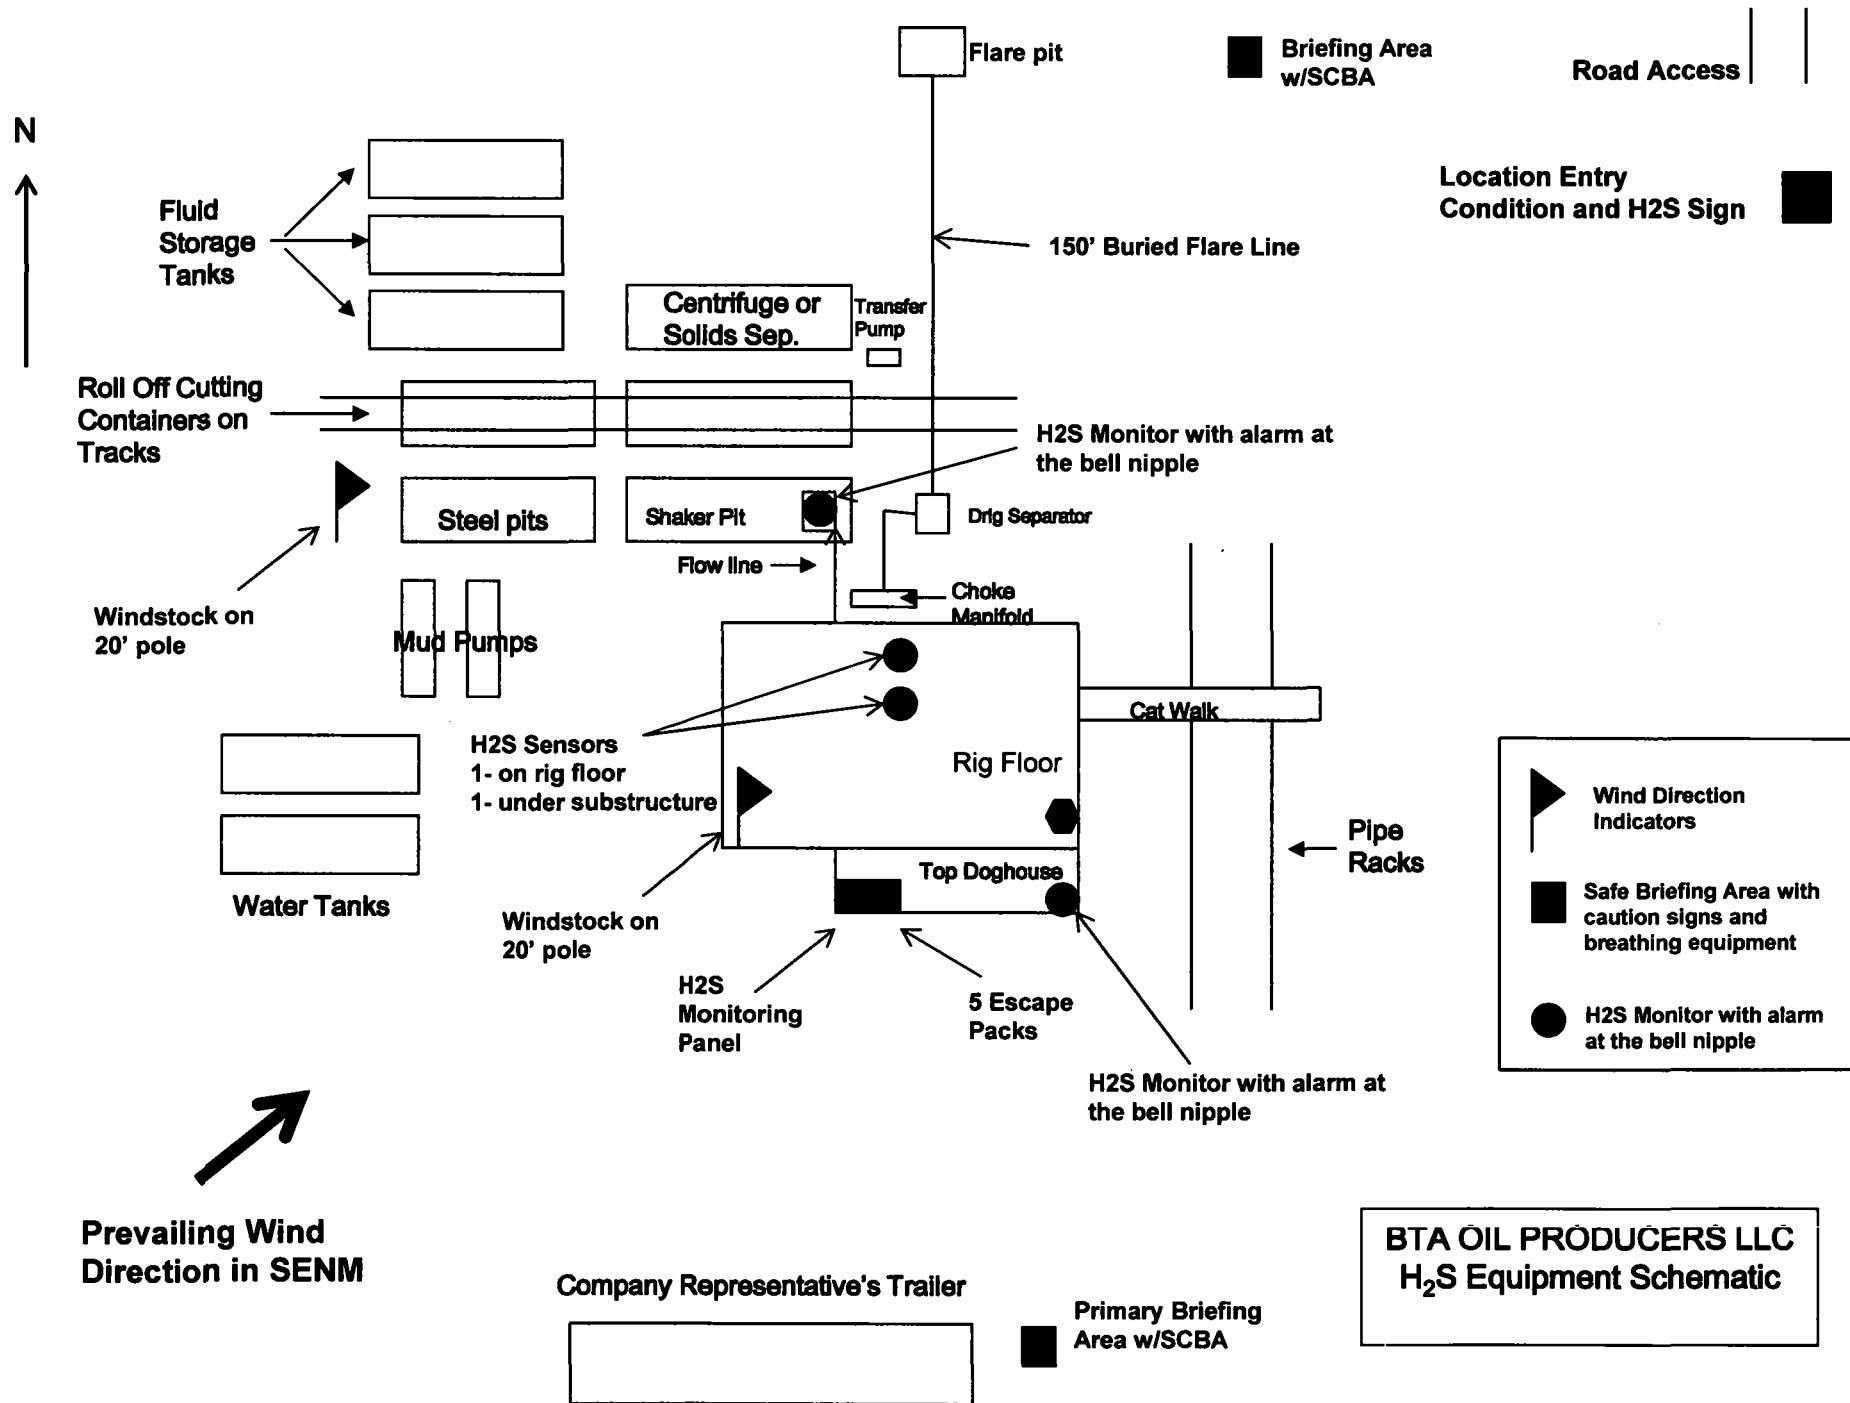 Flare pit
Briefing Area
w/SCBA
Road Access
N
Location Entry
Condition and H2S Sign
Fluid
Storage
Tanks
150' Buried Flare Line
Centrifuge or
Solids Sep.
Transfer
Pump
Roll Off Cutting
Containers on
Tracks
H2S Monitor with alarm at
the bell nipple
Steel pits
Shaker Pit
Drlg Separator
Flow line
Choke
Manifold
Windstock on
20' pole
Mud Pumps
Cat Walk
H2S Sensors
1- on rig floor
1- under substructure
Rig Floor
Wind Direction
Indicators
Pipe
Racks
Top Doghouse
Safe Briefing Area with
caution signs and
breathing equipment
Water Tanks
Windstock on
20' pole
H2S
Monitoring
Panel
5 Escape
Packs
H2S Monitor with alarm
at the bell nipple
H2S Monitor with alarm at
the bell nipple
Prevailing Wind
Direction in SENM
BTA OIL PRODUCERS LLC
H₂S Equipment Schematic
Company Representative's Trailer
Primary Briefing
Area w/SCBA